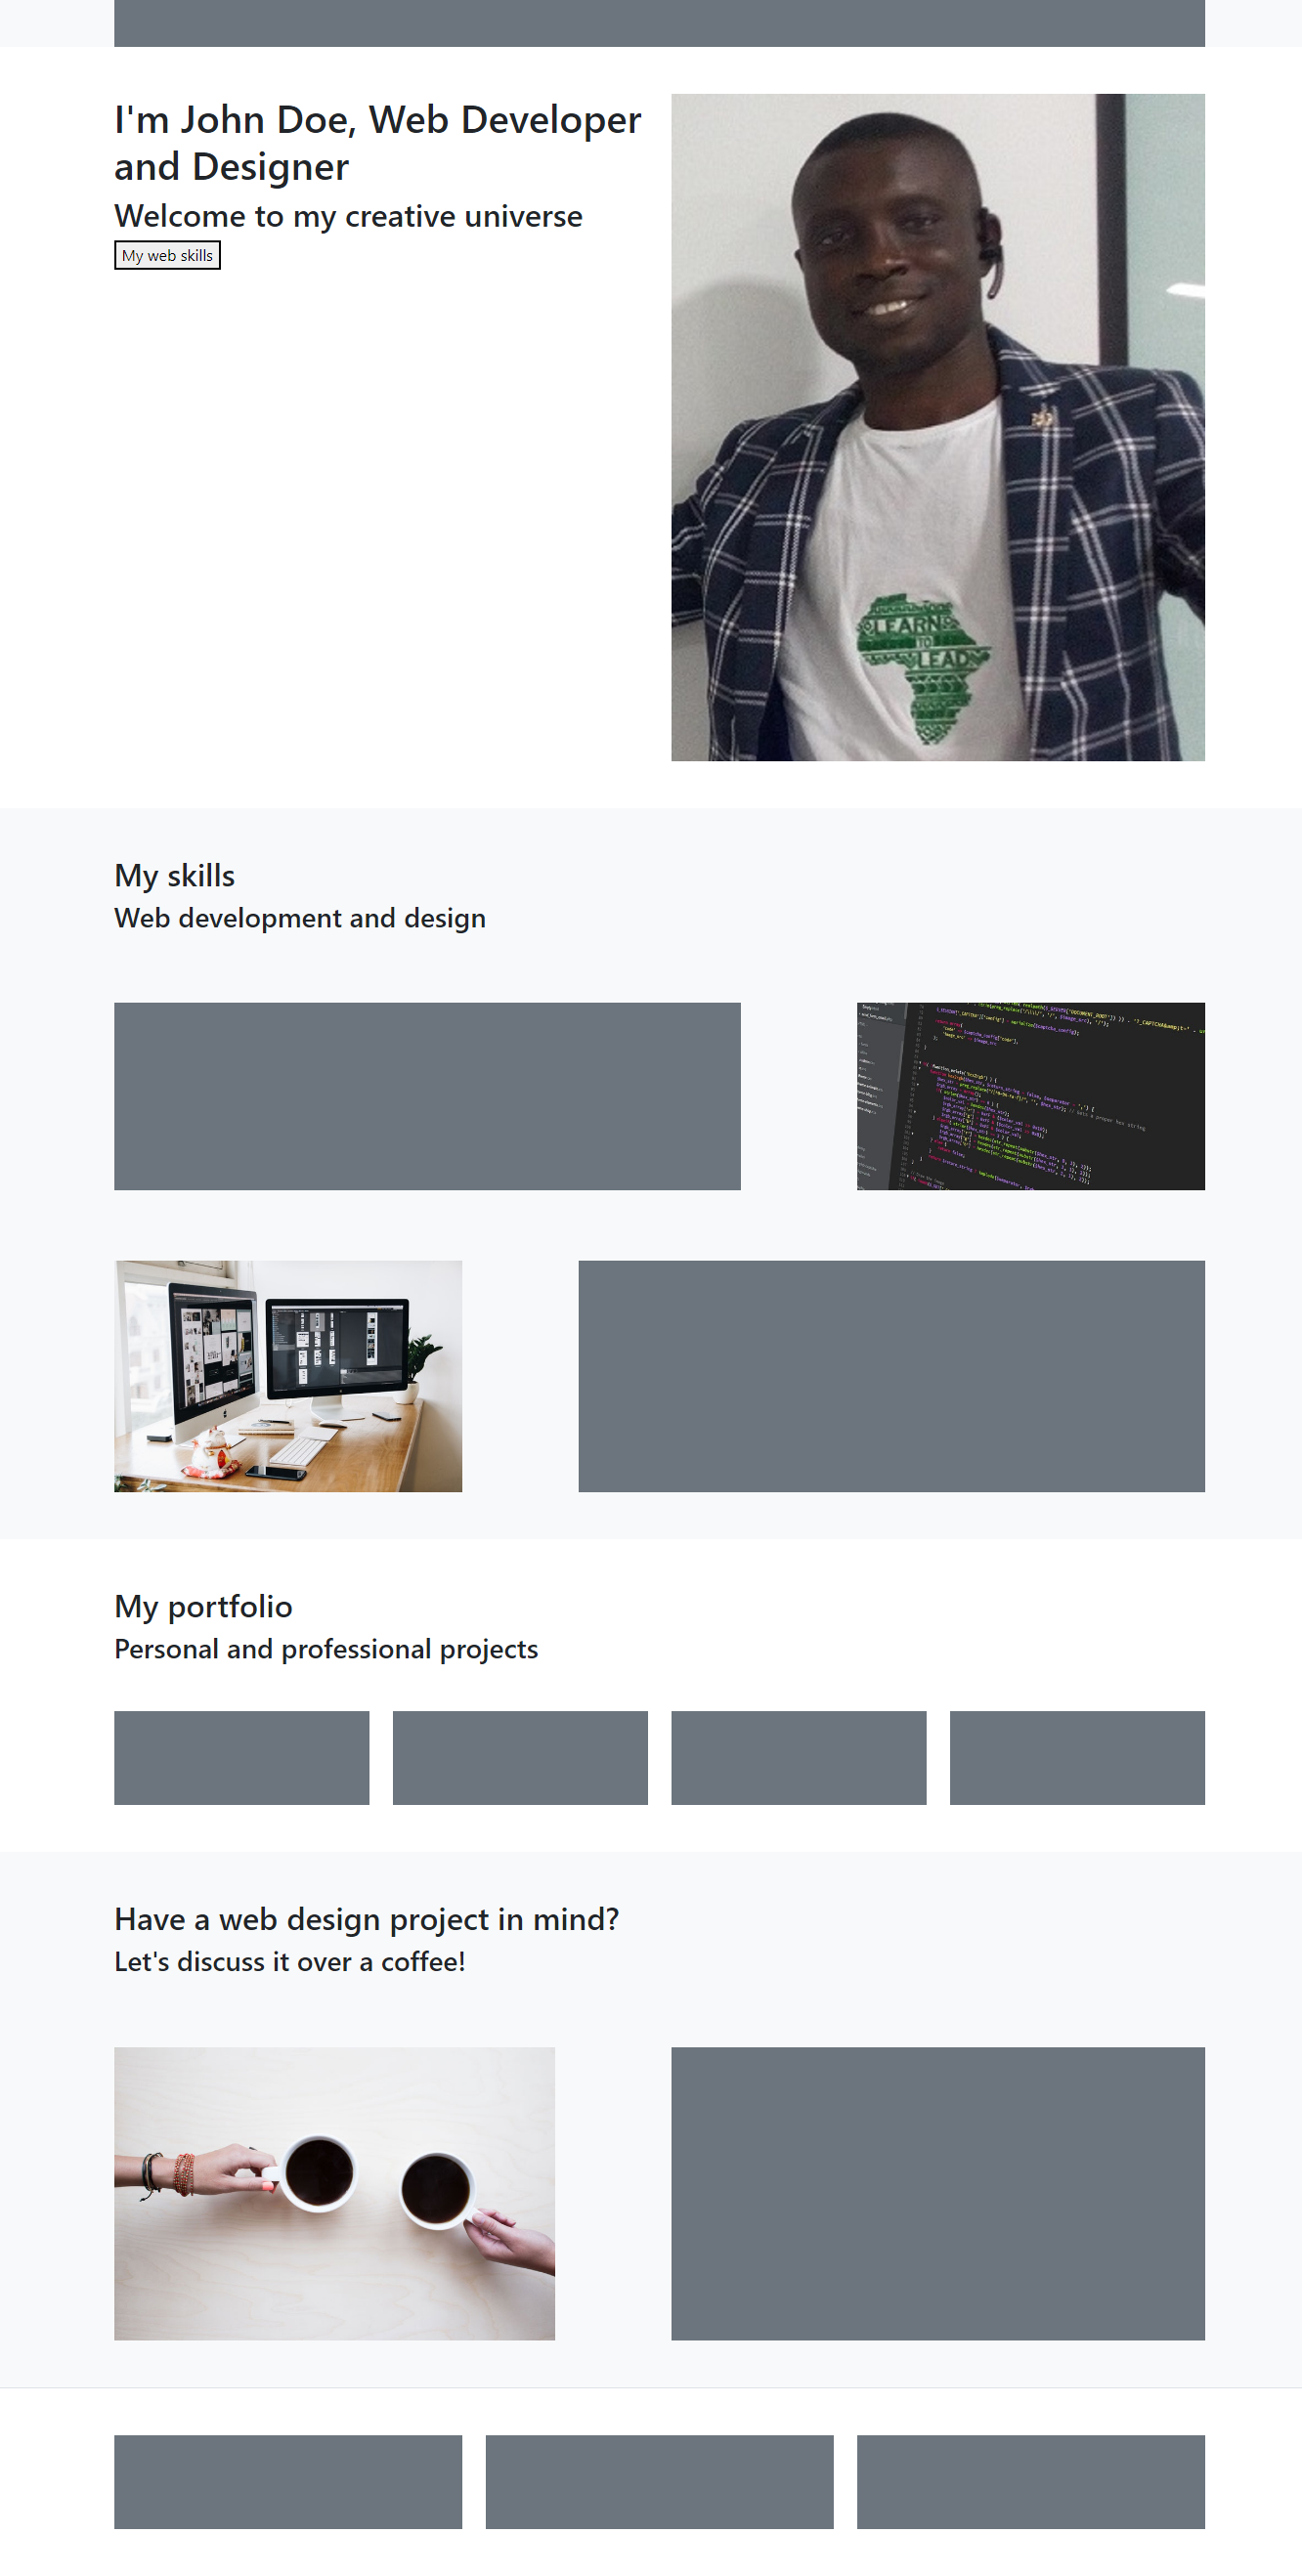 I'm John Doe, Web Developer
and Designer
Welcome to my creative universe
My web skills
LEARN
TO
LEAD
My skills
Web development and design
My portfolio
Personal and professional projects
Have a web design project in mind?
Let's discuss it over a coffee!